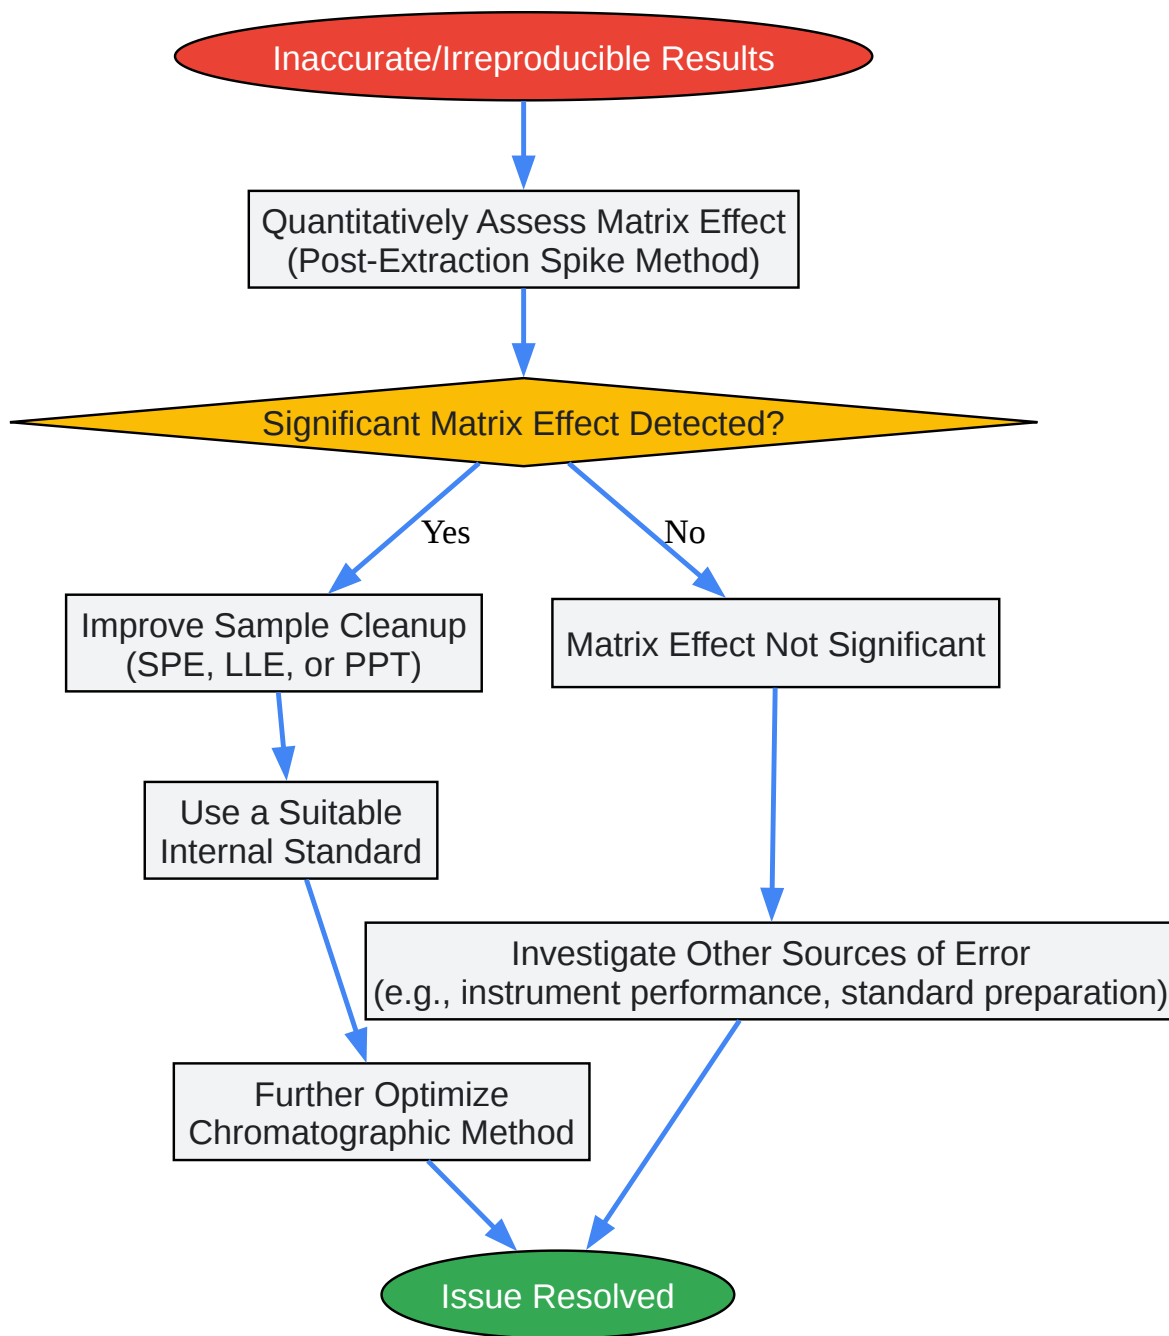 Inaccurate/Irreproducible Results
Quantitatively Assess Matrix Effect
(Post-Extraction Spike Method)
Significant Matrix Effect Detected?
Yes
No
Improve Sample Cleanup
(SPE, LLE, or PPT)
Matrix Effect Not Significant
Use a Suitable
Internal Standard
Investigate Other Sources of Error
(e.g., instrument performance, standard preparation)
Further Optimize
Chromatographic Method
Issue Resolved